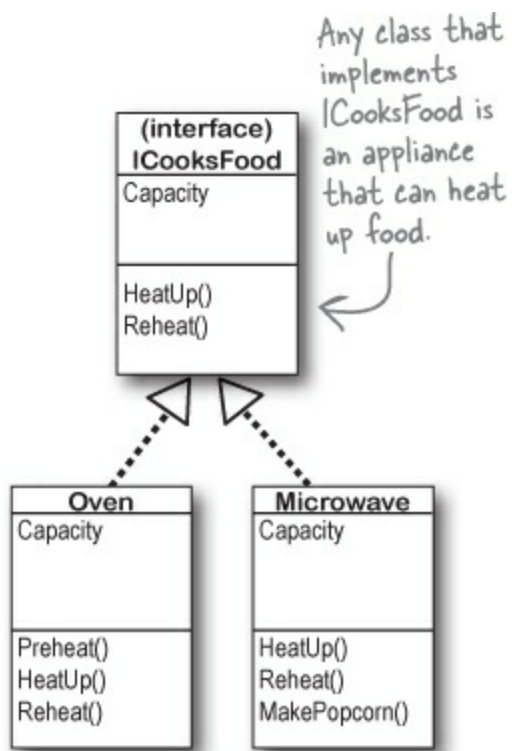 Any class that
implements
ICooksFood is
an appliance
that can heat
up food.
(interface)
ICooksFood
Capacity
HeatUp()
Reheat()
Oven
Capacity
Preheat()
HeatUp()
Reheat()
Microwave
Capacity
HeatUp()
Reheat()
MakePopcorn()